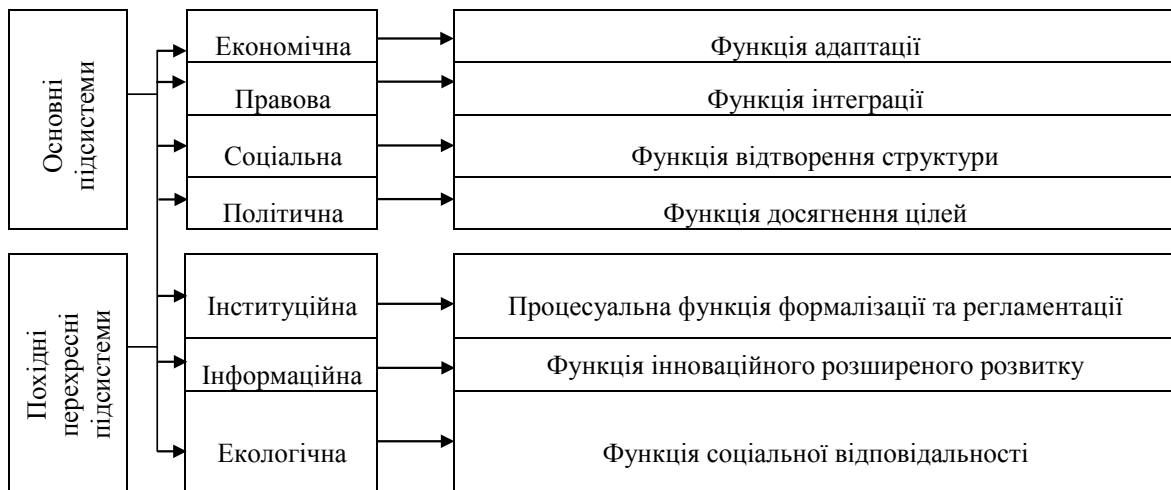 Основні
підсистеми
Економічна
Функція адаптації
Правова
Функція інтеграції
Соціальна
Функція відтворення структури
Політична
Функція досягнення цілей
Похідні
перехресні
підсистеми
Інституційна
Процесуальна функція формалізації та регламентації
Інформаційна
Функція інноваційного розширеного розвитку
Екологічна
Функція соціальної відповідальності